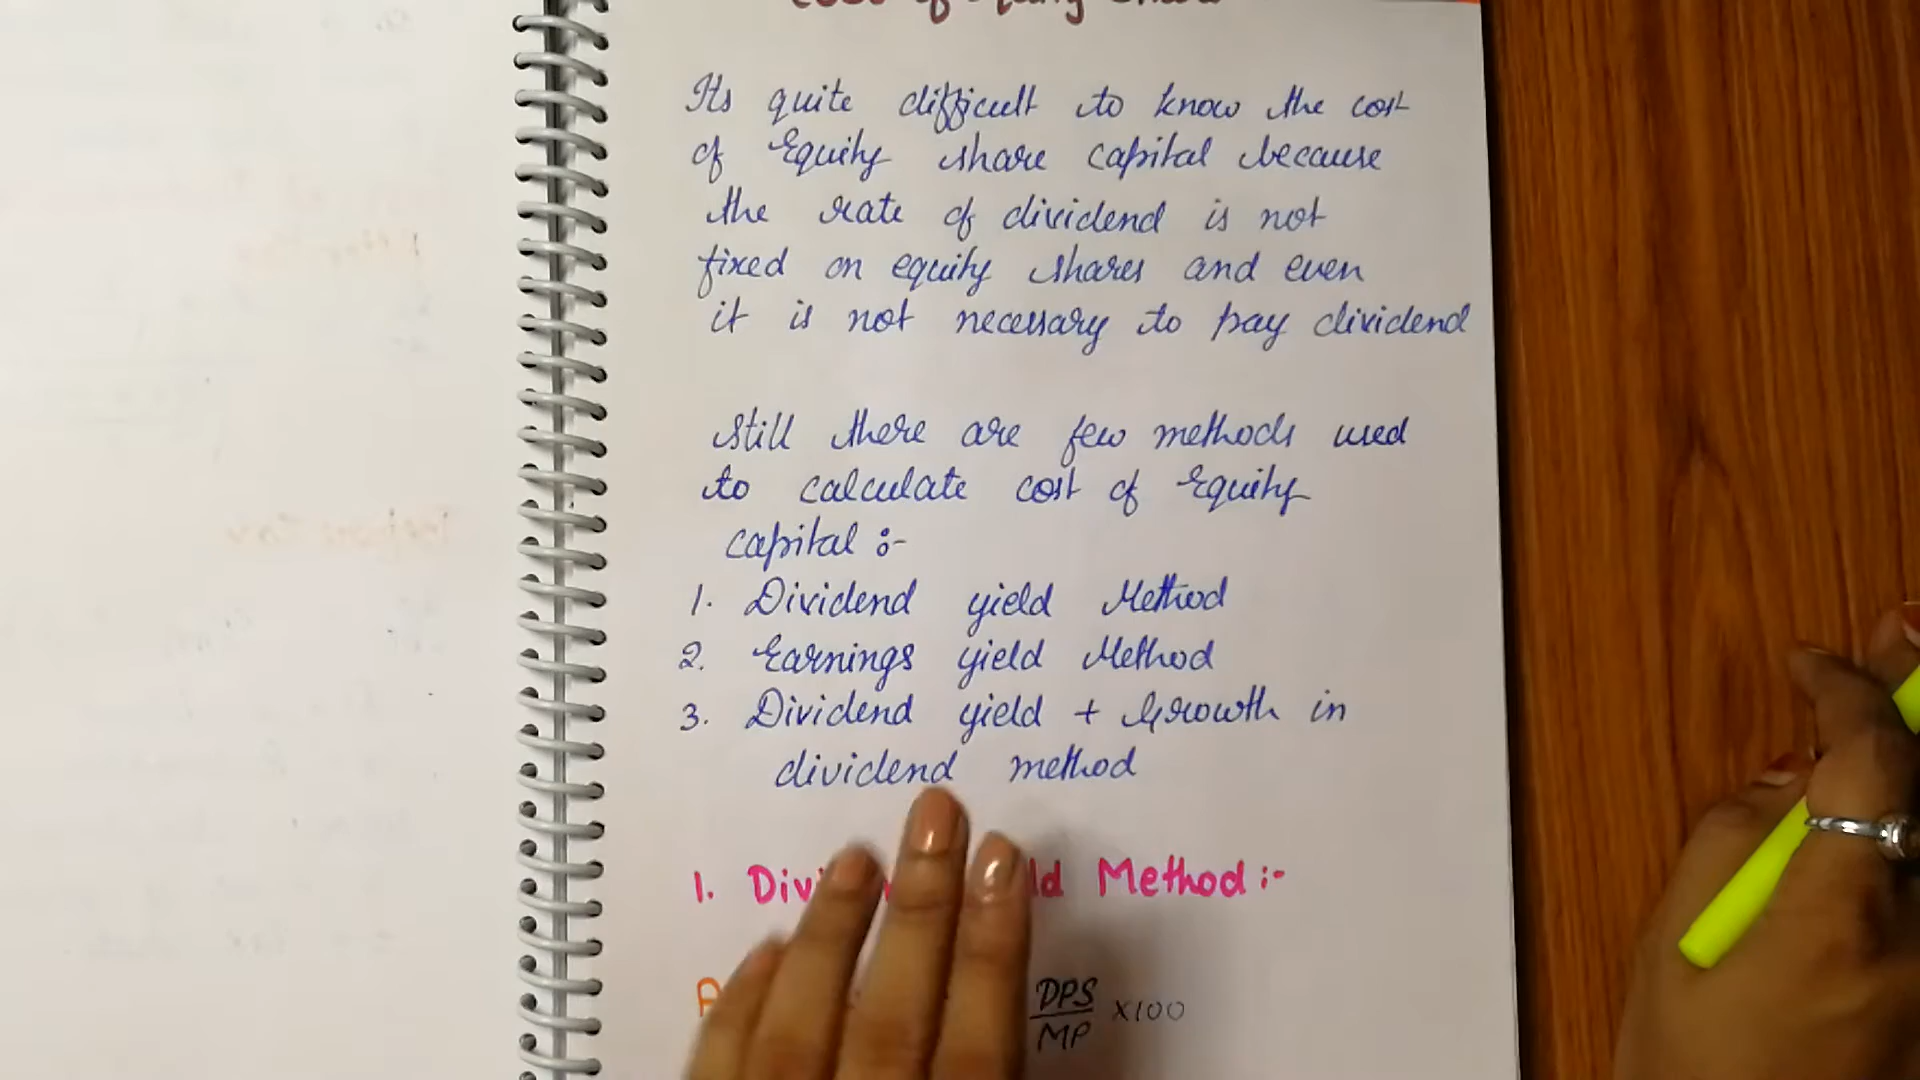 Its quite difficult to know the cost
of Equity share capital because
the rate of dividend is not
fixed on equity shares and even
it is not necessary to pay dividend
Still there are few methods used
to calculate cost of Equity
capital :-
1. Dividend yield Method
2. Earnings yield Method
3. Dividend yield + Growth in
dividend method
1. Method :-
DPS
MP
×100